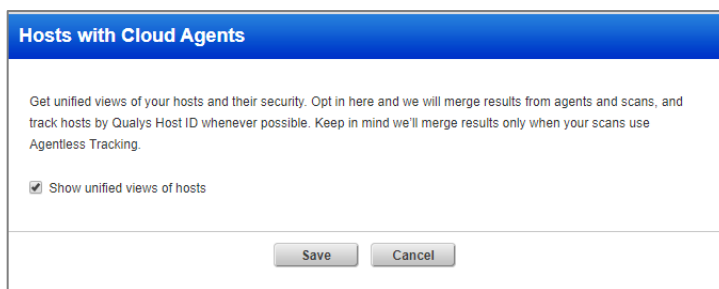 Hosts with Cloud Agents
Get unified views of your hosts and their security. Opt in here and we will merge results from agents and scans, and
track hosts by Qualys Host ID whenever possible. Keep in mind we'll merge results only when your scans use
Agentless Tracking.
Show unified views of hosts
Save Cancel